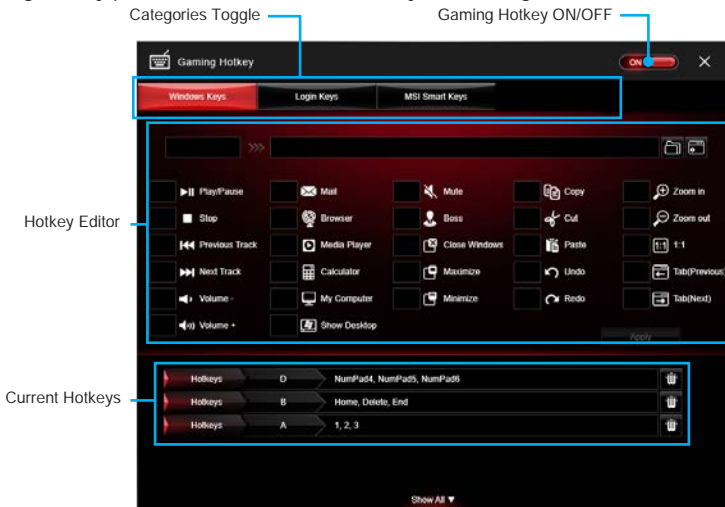 Categories Toggle
Gaming Hotkey ON/OFF
Gaming Hotkey
ON
Windows Keys
Login Keys
MSI Smart Keys
Hotkey Editor
Play/Pause Mail Mute Copy Zoom in
Stop Browser Boss Cut Zoom out
Previous Track Media Player Close Windows Paste 1:1 1:1
Next Track Calculator Maximize Undo Tab(Previous
Volume - My Computer Minimize Redo Tab(Next)
Volume + Show Desktop
Apply
Current Hotkeys
Hotkeys D NumPad4, NumPad5, NumPad6
Hotkeys B Home, Delete, End
Hotkeys A 1, 2, 3
Show All ▼